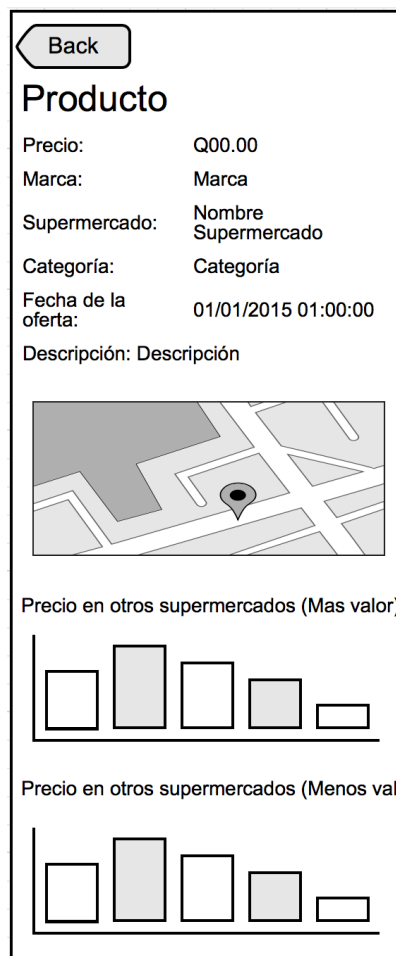 Back
Producto
Precio: Q00.00
Marca: Marca
Supermercado: Nombre
Supermercado
Categoría: Categoría
Fecha de la
oferta: 01/01/2015 01:00:00
Descripción: Descripción
Precio en otros supermercados (Mas valor)
Precio en otros supermercados (Menos val